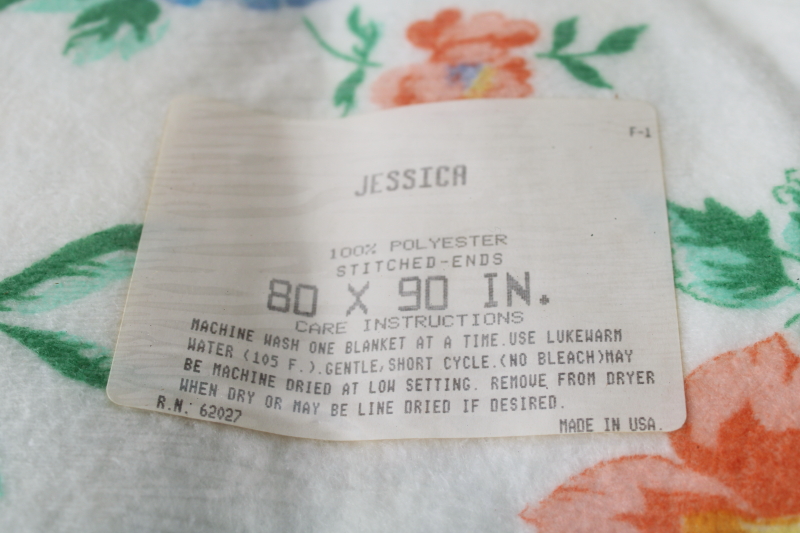 F-1
JESSICA
100% POLYESTER
STITCHED-ENDS
80 X 90 IN.
CARE INSTRUCTIONS
MACHINE WASH ONE BLANKET AT A TIME.USE LUKEWARM
WATER (105 F.).GENTLE,SHORT CYCLE.(NO BLEACH)MAY
BE MACHINE DRIED AT LOW SETTING. REMOVE FROM DRYER
WHEN DRY OR MAY BE LINE DRIED IF DESIRED.
R.N. 62027
MADE IN USA.